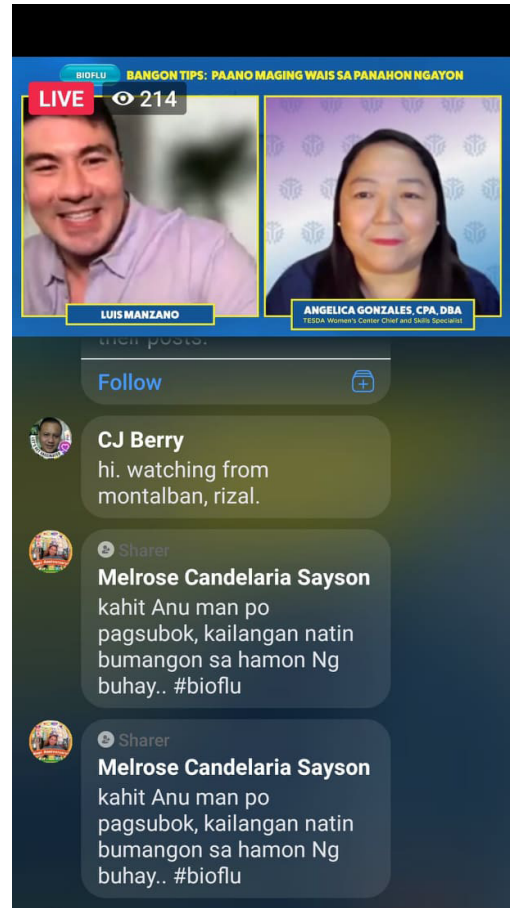 BIOFLU BANGON TIPS: PAANO MAGING WAIS SA PANAHON NGAYON
LIVE 214
LUIS MANZANO
ANGELICA GONZALES, CPA, DBA
TESDA Women's Center Chief and Skills Specialist
their posts.
Follow
CJ Berry
hi. watching from
montalban, rizal.
Sharer
Melrose Candelaria Sayson
kahit Anu man po
pagsubok, kailangan natin
bumangon sa hamon Ng
buhay.. #bioflu
Sharer
Melrose Candelaria Sayson
kahit Anu man po
pagsubok, kailangan natin
bumangon sa hamon Ng
buhay.. #bioflu